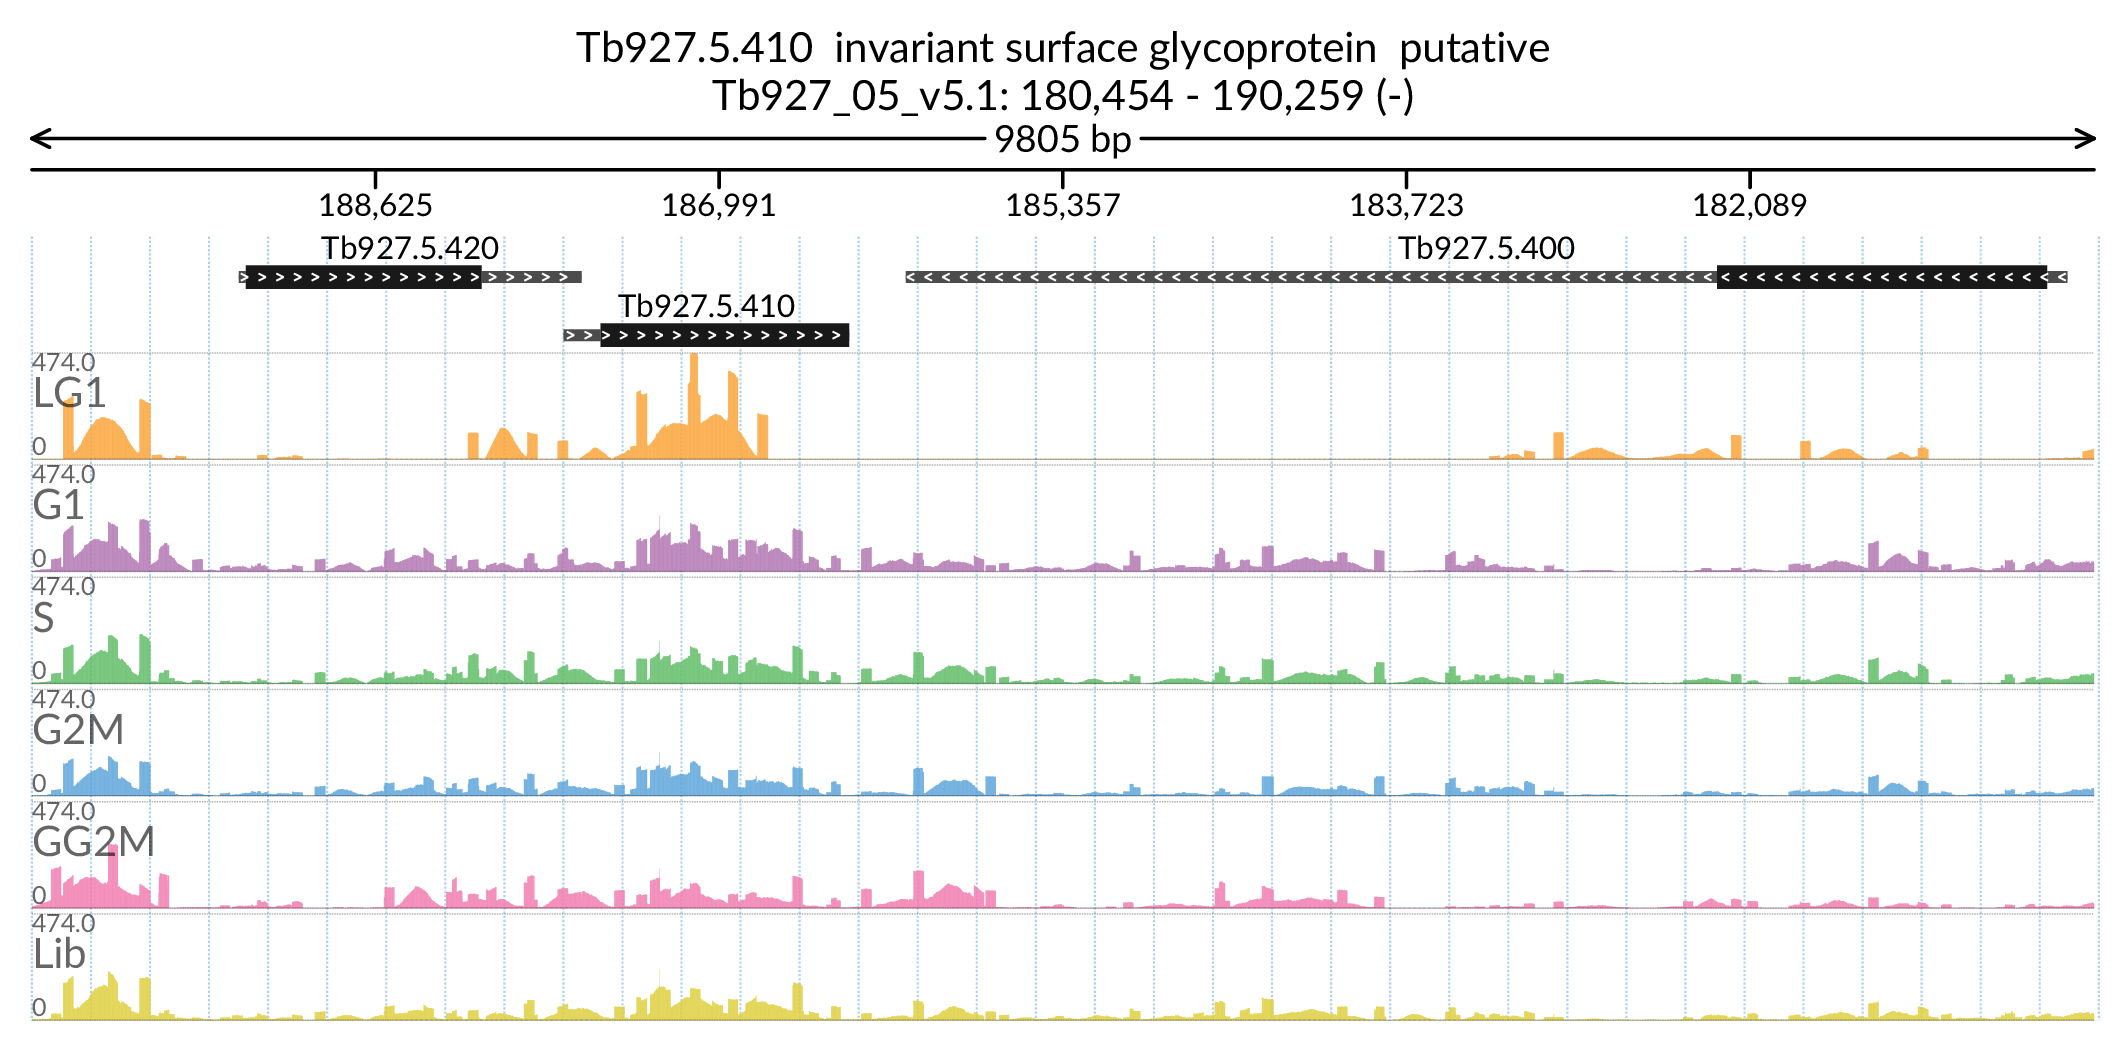 Tb927.5.410 invariant surface glycoprotein putative
Tb927_05_v5.1: 180,454 - 190,259 (-)
9805 bp
188,625 186,991 185,357 183,723 182,089
Tb927.5.420 Tb927.5.400
Tb927.5.410
474.0
LG1
0
474.0
G1
0
474.0
S
0
474.0
G2M
0
474.0
GG2M
0
474.0
Lib
0